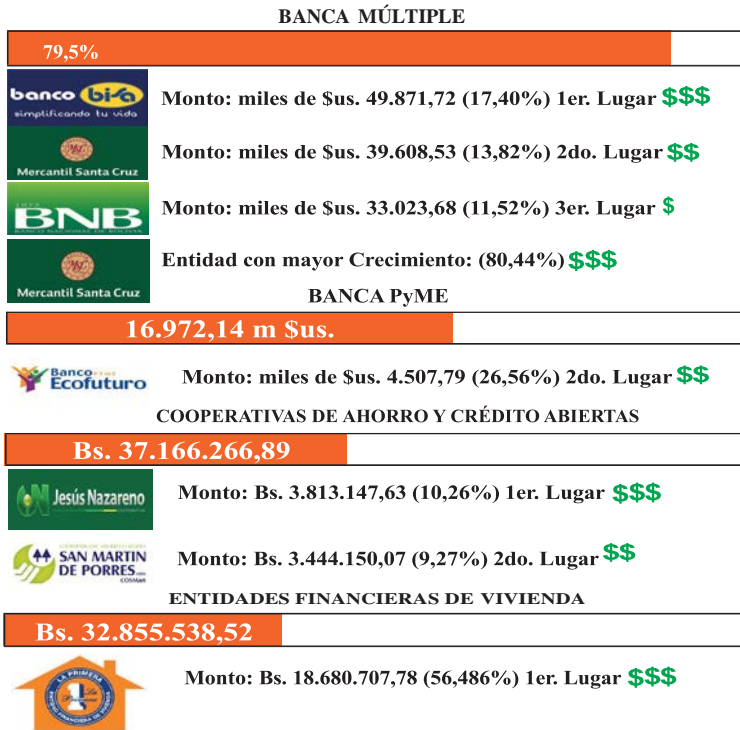 BANCA MÚLTIPLE
79,5%
banco bisa
simplificando tu vida
Monto: miles de $us. 49.871,72 (17,40%) 1er. Lugar $$$
Mercantil Santa Cruz
Monto: miles de $us. 39.608,53 (13,82%) 2do. Lugar $$
1872
BNB
BANCO NACIONAL DE BOLIVIA
Monto: miles de $us. 33.023,68 (11,52%) 3er. Lugar $
Mercantil Santa Cruz
Entidad con mayor Crecimiento: (80,44%) $$$
BANCA PyME
16.972,14 m $us.
Banco PYME
Ecofuturo
Monto: miles de $us. 4.507,79 (26,56%) 2do. Lugar $$
COOPERATIVAS DE AHORRO Y CRÉDITO ABIERTAS
Bs. 37.166.266,89
Jesús Nazareno
Monto: Bs. 3.813.147,63 (10,26%) 1er. Lugar $$$
SAN MARTIN
DE PORRES
Monto: Bs. 3.444.150,07 (9,27%) 2do. Lugar $$
ENTIDADES FINANCIERAS DE VIVIENDA
Bs. 32.855.538,52
LA PRIMERA
Monto: Bs. 18.680.707,78 (56,486%) 1er. Lugar $$$